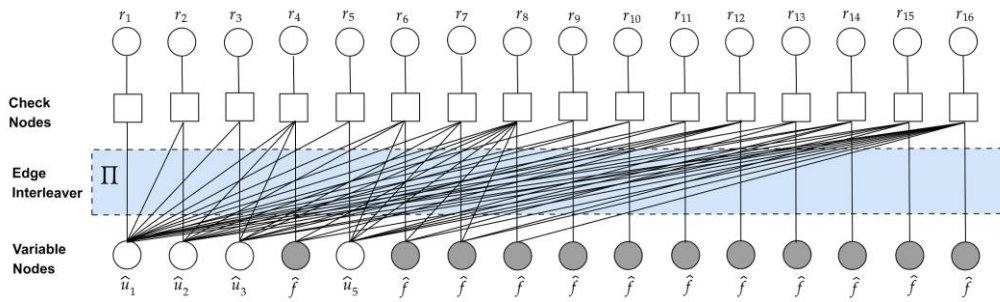 r₁ r₂ r₃ r₄ r₅ r₆ r₇ r₈ r₉ r₁₀ r₁₁ r₁₂ r₁₃ r₁₄ r₁₅ r₁₆
Check
Nodes
Edge
Interleaver
Π
Variable
Nodes
û₁ û₂ û₃ f̂ û₅ f̂ f̂ f̂ f̂ f̂ f̂ f̂ f̂ f̂ f̂ f̂